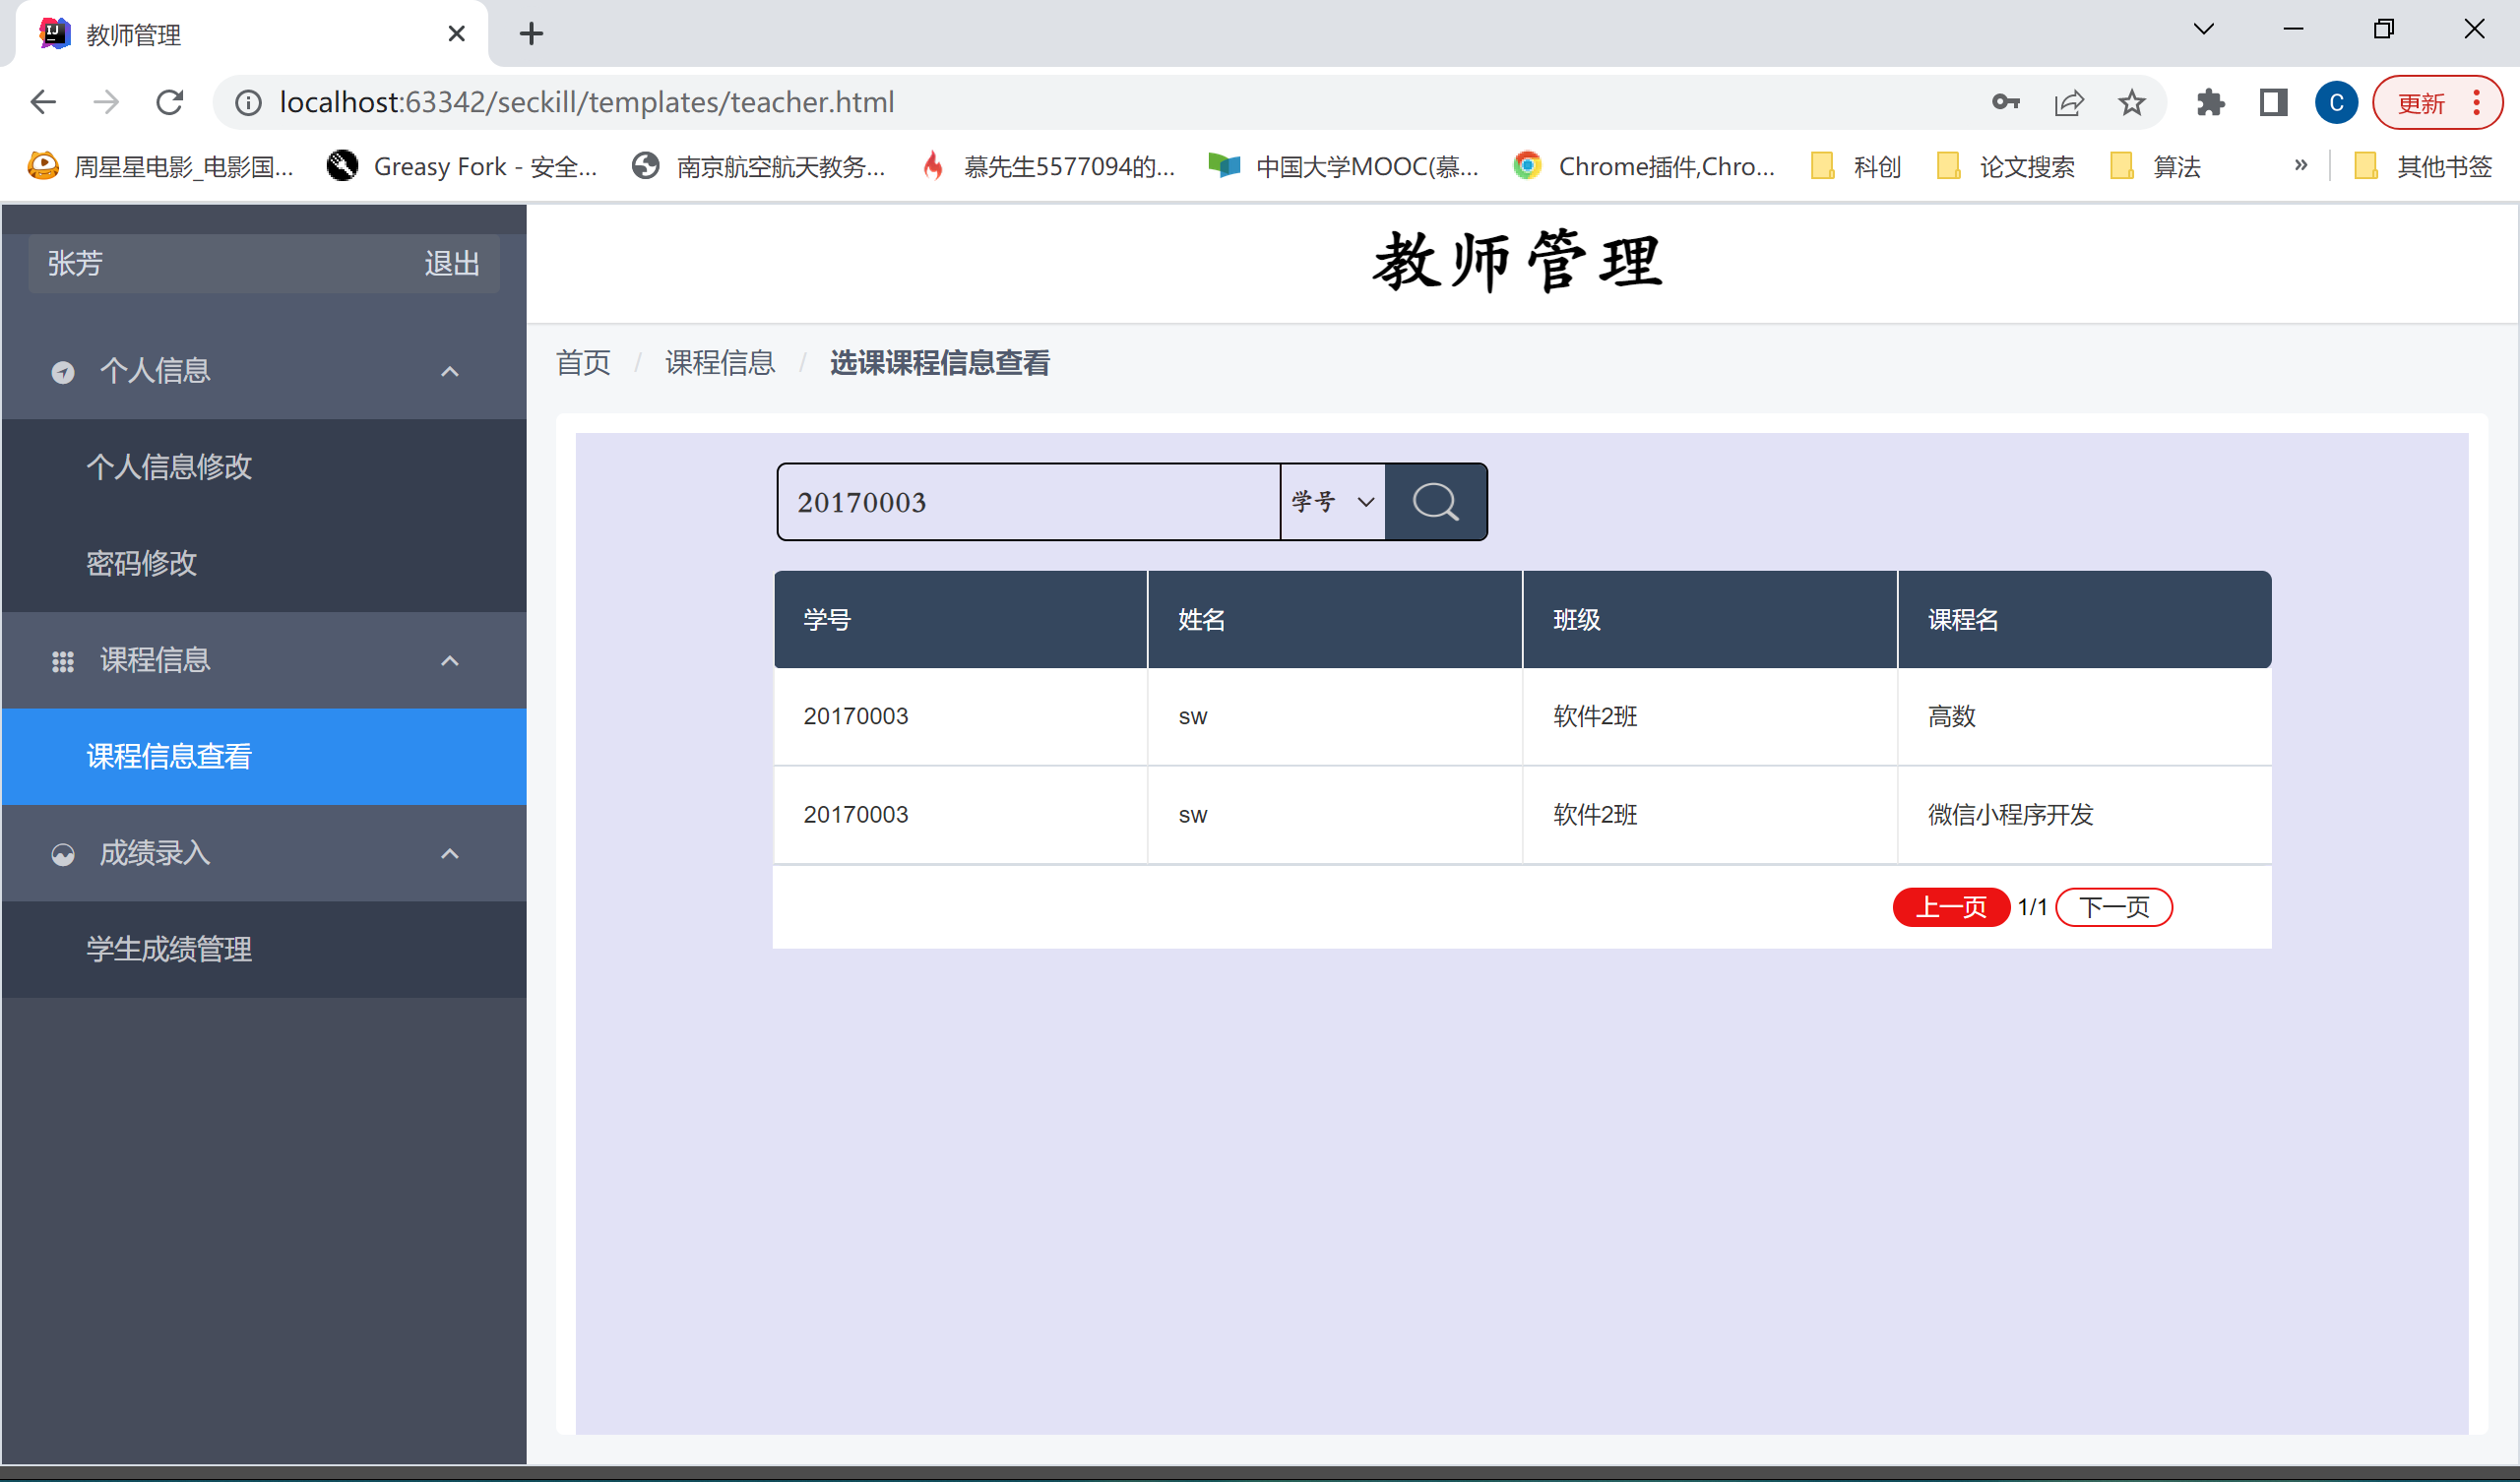 教师管理
localhost:63342/seckill/templates/teacher.html
更新
C
周星星电影_电影国...
Greasy Fork - 安全...
南京航空航天教务...
慕先生5577094的...
中国大学MOOC(慕...
Chrome插件,Chro...
科创
论文搜索
算法
»
其他书签
张芳 退出
教师管理
个人信息
首页 / 课程信息 / 选课课程信息查看
个人信息修改
密码修改
课程信息
课程信息查看
成绩录入
学生成绩管理
20170003 学号
学号 姓名 班级 课程名
20170003 sw 软件2班 高数
20170003 sw 软件2班 微信小程序开发
上一页 1/1 下一页